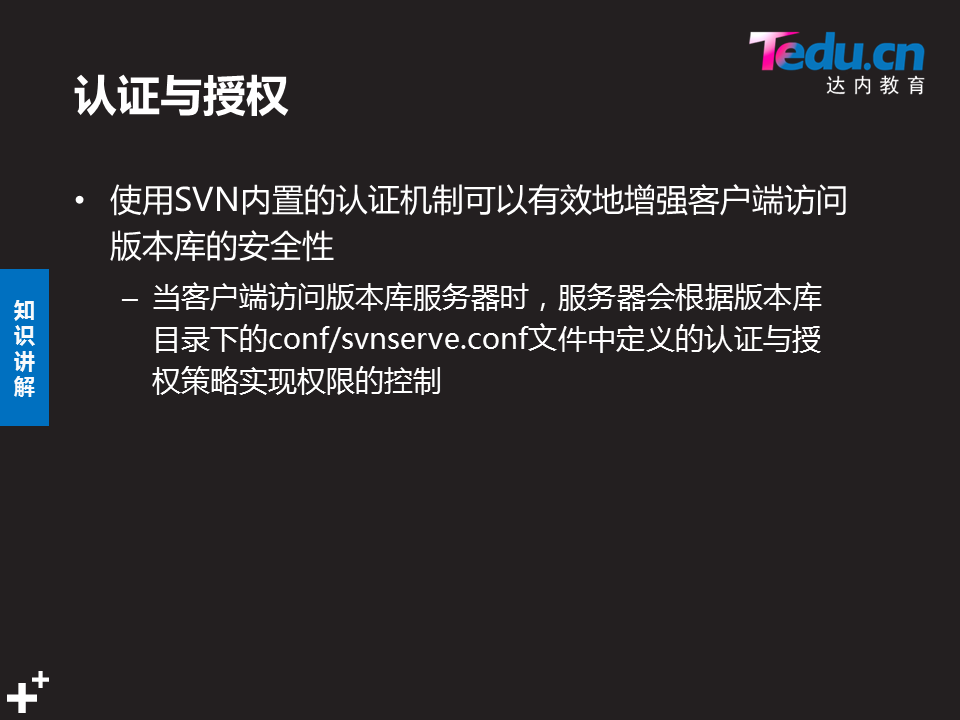 Tedu.cn
达内教育
认证与授权
• 使用SVN内置的认证机制可以有效地增强客户端访问
版本库的安全性
– 当客户端访问版本库服务器时，服务器会根据版本库
目录下的conf/svnserve.conf文件中定义的认证与授
权策略实现权限的控制
知
识
讲
解